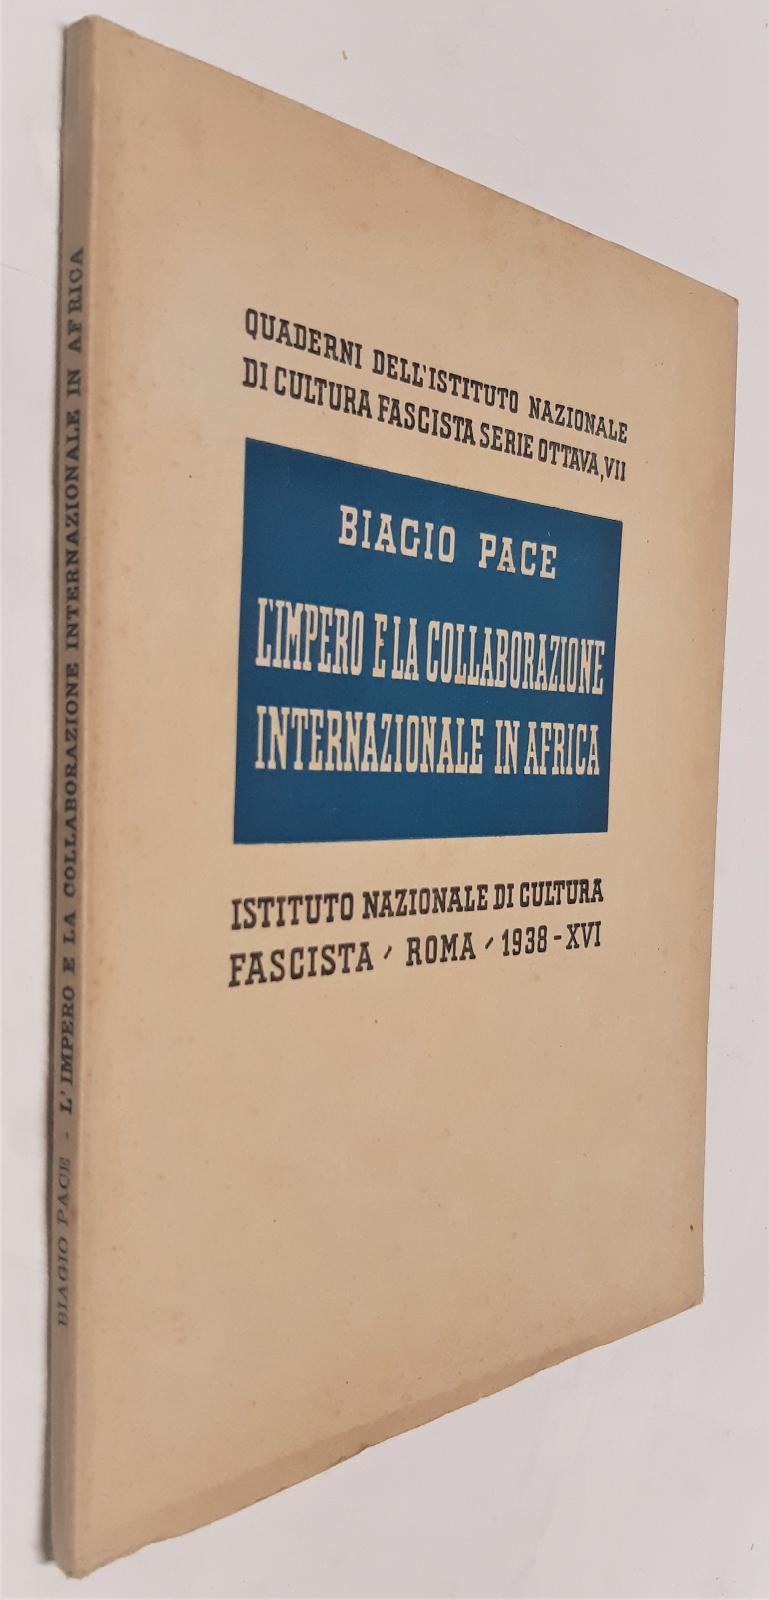 BIAGIO PACE - L'IMPERO E LA COLLABORAZIONE INTERNAZIONALE IN AFRICA
QUADERNI DELL'ISTITUTO NAZIONALE
DI CULTURA FASCISTA SERIE OTTAVA, VII
BIAGIO PACE
L'IMPERO E LA COLLABORAZIONE
INTERNAZIONALE IN AFRICA
ISTITUTO NAZIONALE DI CULTURA
FASCISTA / ROMA / 1938 - XVI